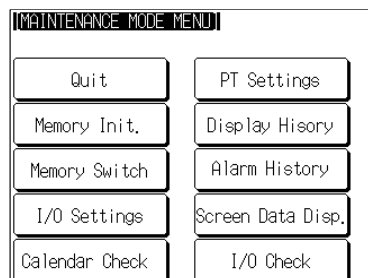 [MAINTENANCE MODE MENU]
Quit PT Settings
Memory Init. Display Hisory
Memory Switch Alarm History
I/O Settings Screen Data Disp.
Calendar Check I/O Check